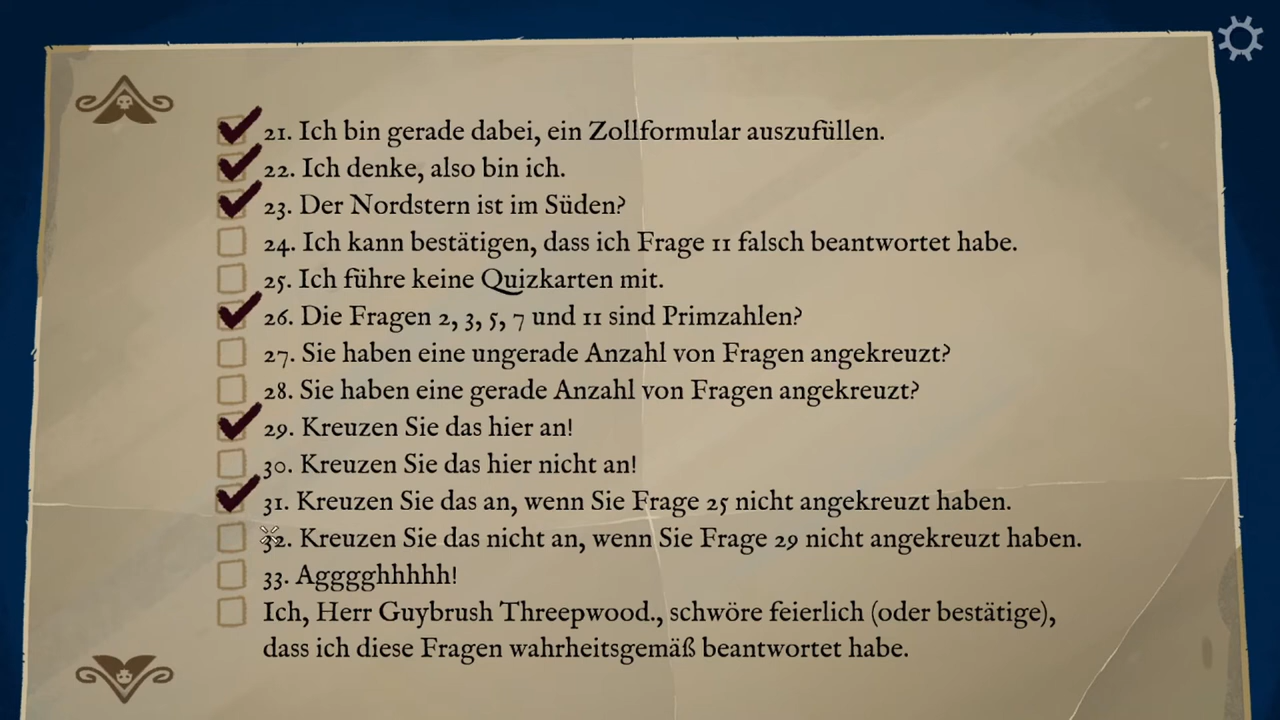 21. Ich bin gerade dabei, ein Zollformular auszufüllen.
22. Ich denke, also bin ich.
23. Der Nordstern ist im Süden?
24. Ich kann bestätigen, dass ich Frage 11 falsch beantwortet habe.
25. Ich führe keine Quizkarten mit.
26. Die Fragen 2, 3, 5, 7 und 11 sind Primzahlen?
27. Sie haben eine ungerade Anzahl von Fragen angekreuzt?
28. Sie haben eine gerade Anzahl von Fragen angekreuzt?
29. Kreuzen Sie das hier an!
30. Kreuzen Sie das hier nicht an!
31. Kreuzen Sie das an, wenn Sie Frage 25 nicht angekreuzt haben.
32. Kreuzen Sie das nicht an, wenn Sie Frage 29 nicht angekreuzt haben.
33. Agggghhhhh!
Ich, Herr Guybrush Threepwood., schwöre feierlich (oder bestätige),
dass ich diese Fragen wahrheitsgemäß beantwortet habe.